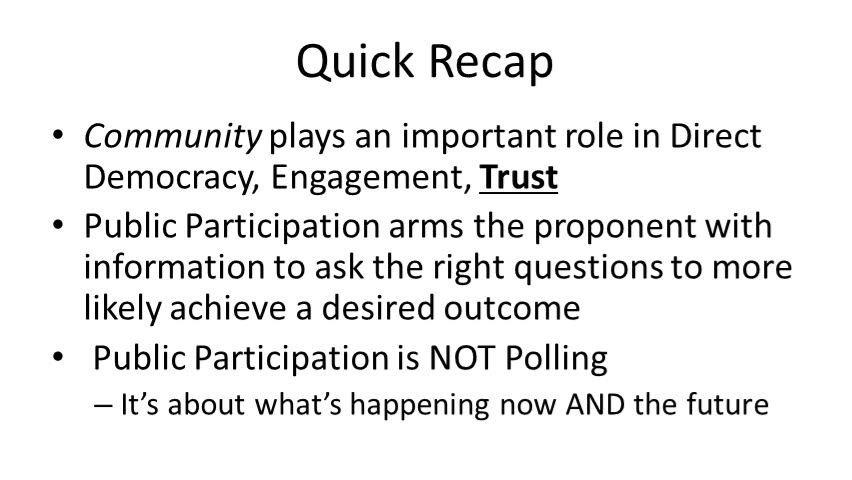 Quick Recap
• Community plays an important role in Direct
Democracy, Engagement, Trust
• Public Participation arms the proponent with
information to ask the right questions to more
likely achieve a desired outcome
• Public Participation is NOT Polling
– It’s about what’s happening now AND the future